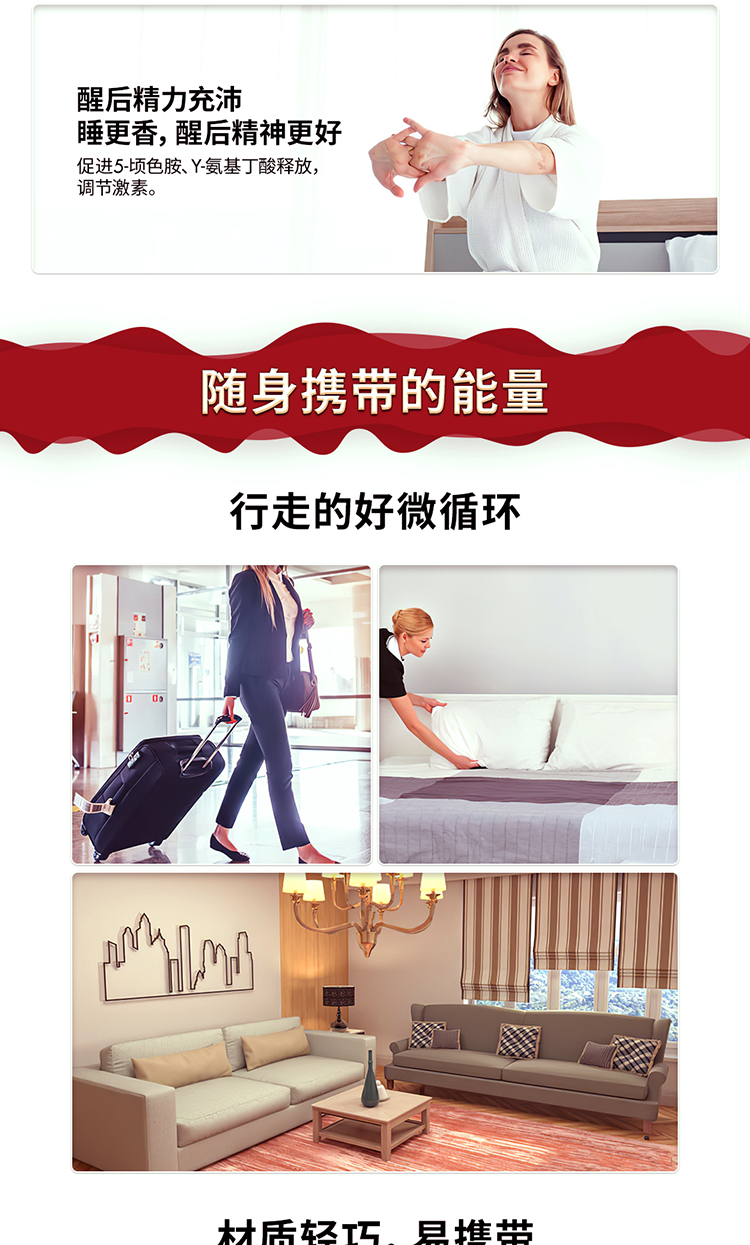 醒后精力充沛
睡更香，醒后精神更好
促进5-顷色胺、Y-氨基丁酸释放，
调节激素。
随身携带的能量
行走的好微循环
材质轻巧，易携带